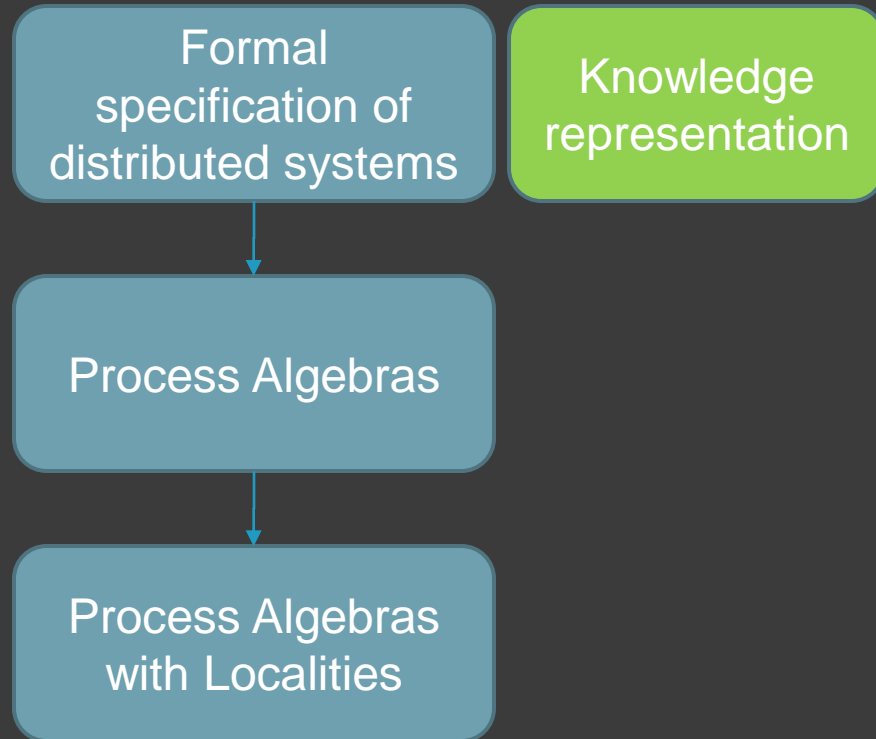 Formal
specification of
distributed systems
Knowledge
representation
Process Algebras
Process Algebras
with Localities